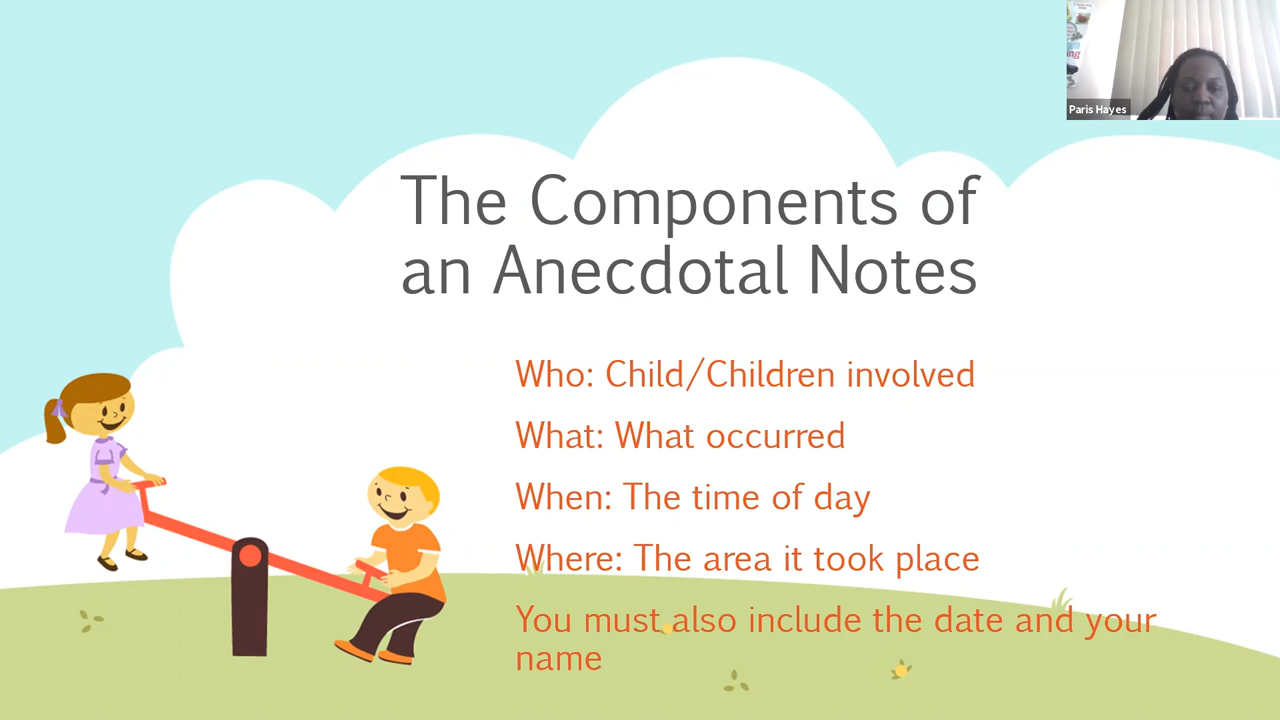 ing
Paris Hayes
The Components of
an Anecdotal Notes
Who: Child/Children involved
What: What occurred
When: The time of day
Where: The area it took place
You must also include the date and your
name